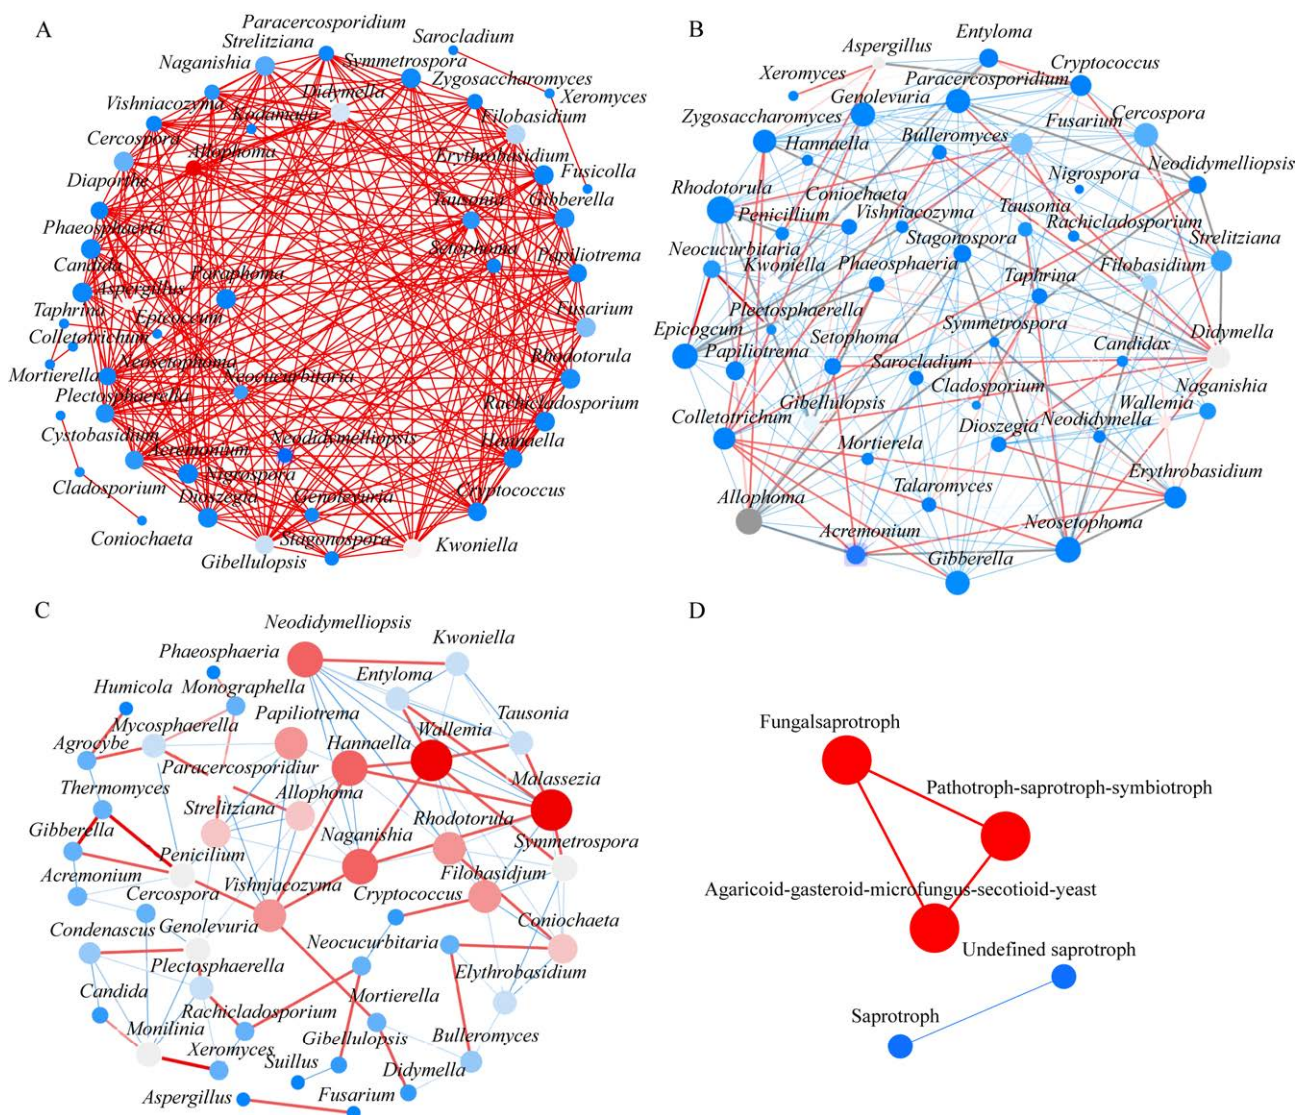 A
Paracercosporidium
Strelitziana
Sarocladium
Naganishia
Symmetrospora
Zygosaccharomyces
Vishniacozyma
Didymella
Xeromyces
Kodamaea
Filobasidium
Cercospora
Allophoma
Erythrobasidium
Fusicolla
Diaporthe
Tausonia
Gibberella
Phaeosphaeria
Setophoma
Papiliotrema
Candida
Paraphoma
Aspergillus
Taphrina
Epicoccum
Fusarium
Colletotrichum
Neosctophoma
Rhodotorula
Mortierella
Neocucurbitaria
Plectosphaerella
Rachicladosporium
Cystobasidium
Acremonium
Neodidymelliopsis
Hannaella
Cladosporium
Nigrospora
Dioszegia
Genolevuria
Cryptococcus
Coniochaeta
Stagonospora
Kwoniella
Gibellulopsis
B
Entyloma
Aspergillus
Cryptococcus
Xeromyces
Paracercosporidium
Genolevuria
Cercospora
Zygosaccharomyces
Bulleromyces
Fusarium
Hannaella
Neodidymelliopsis
Nigrospora
Rhodotorula
Coniochaeta
Penicillium
Vishniacozyma
Tausonia
Rachicladosporium
Neocucurbitaria
Stagonospora
Strelitziana
Kwoniella
Phaeosphaeria
Taphrina
Filobasidium
Plectosphaerella
Epicogcum
Setophoma
Symmetrospora
Didymella
Papiliotrema
Sarocladium
Candidax
Cladosporium
Naganishia
Colletotrichum
Gibellulopsis
Wallemia
Dioszegia
Neodidymella
Mortierela
Erythrobasidium
Talaromyces
Allophoma
Acremonium
Neosetophoma
Gibberella
C
Neodidymelliopsis
Kwoniella
Phaeosphaeria
Entyloma
Humicola
Monographella
Mycosphaerella
Papiliotrema
Tausonia
Wallemia
Agrocybe
Hannaella
Paracercosporidiur
Malassezia
Thermomyces
Allophoma
Strelitziana
Rhodotorula
Gibberella
Naganishia
Symmetrospora
Penicilium
Acremonium
Vishnjacozyma
Filobasidjum
Cercospora
Cryptococcus
Condenascus
Genolevuria
Coniochaeta
Neocucurbitaria
Plectosphaerella
Elythrobasidium
Candida
Mortierella
Rachicladosporium
Monilinia
Gibellulopsis
Bulleromyces
Xeromyces
Suillus
Didymella
Aspergillus
Fusarium
D
Fungalsaprotroph
Pathotroph-saprotroph-symbiotroph
Agaricoid-gasteroid-microfungus-secotioid-yeast
Undefined saprotroph
Saprotroph